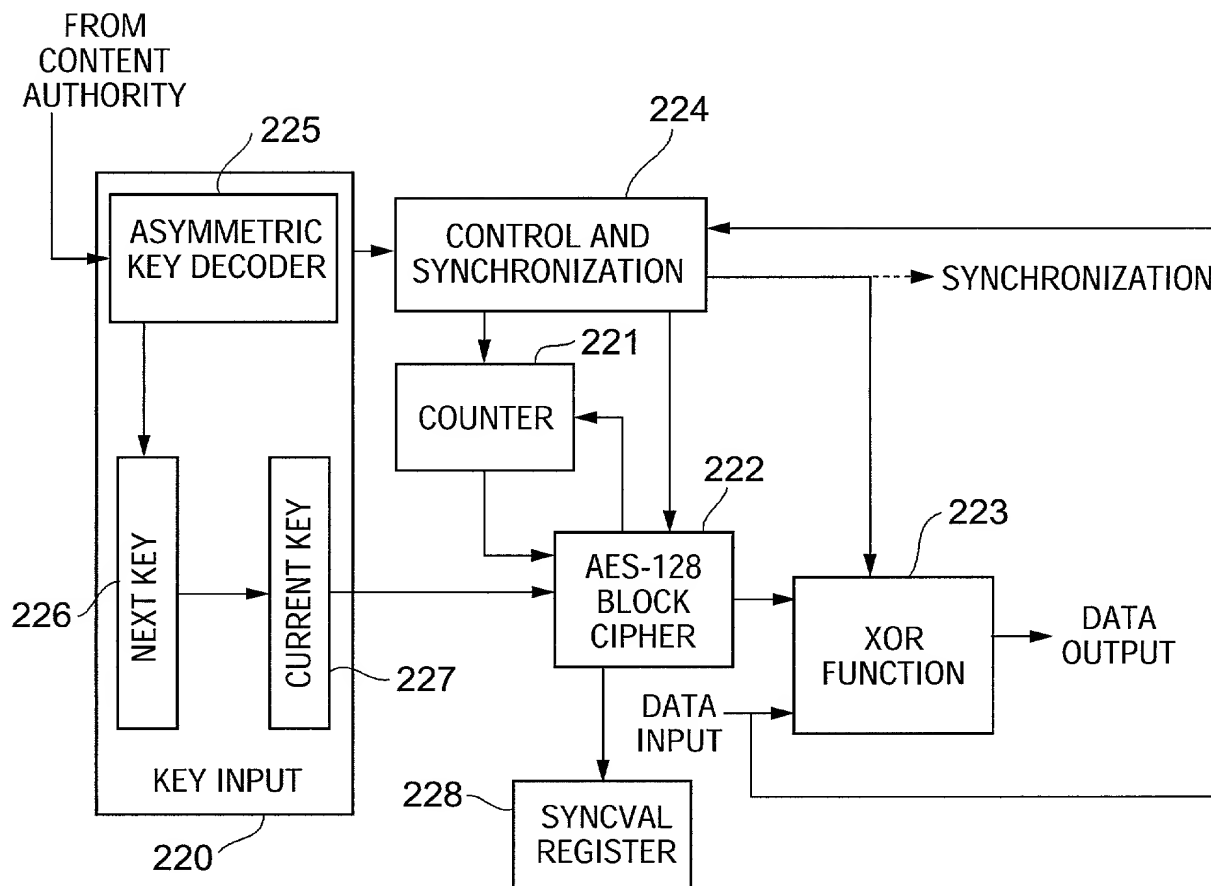 FROM
CONTENT
AUTHORITY
225
224
ASYMMETRIC
KEY DECODER
CONTROL AND
SYNCHRONIZATION
SYNCHRONIZATION
221
COUNTER
222
223
NEXT KEY
CURRENT KEY
226
227
AES-128
BLOCK
CIPHER
XOR
FUNCTION
DATA
OUTPUT
DATA
INPUT
KEY INPUT
220
228
SYNCVAL
REGISTER